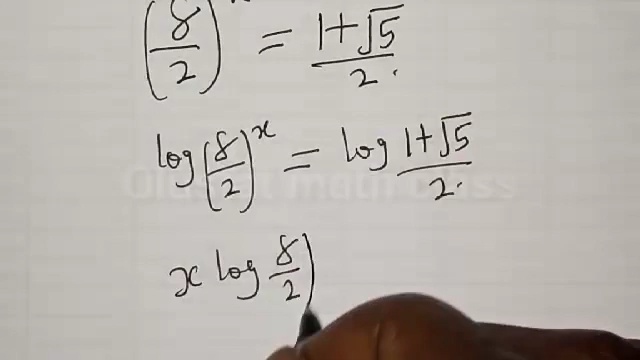 (8/2)^x = (1+√5)/2.
log(8/2)^x = log (1+√5)/2.
x log 8/2)